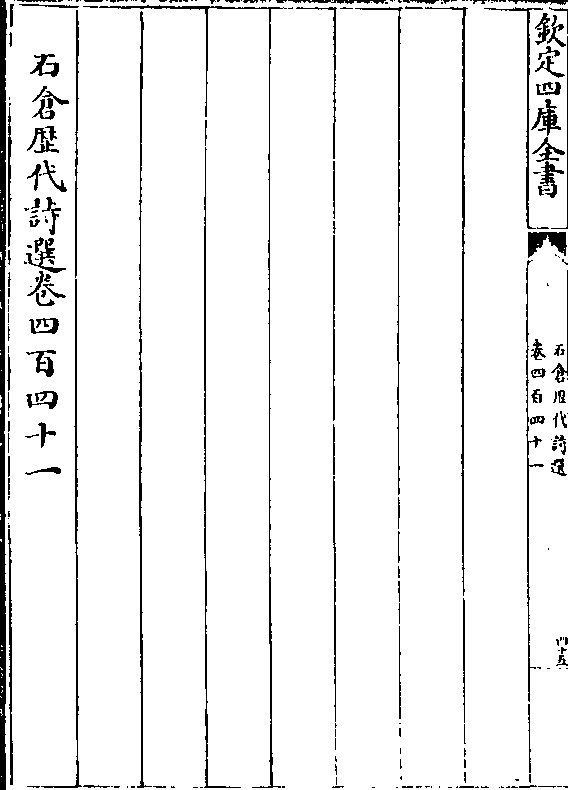 欽定四庫全書
石倉歷代詩選
卷四百四十一
四十五
石倉歷代詩選卷四百四十一